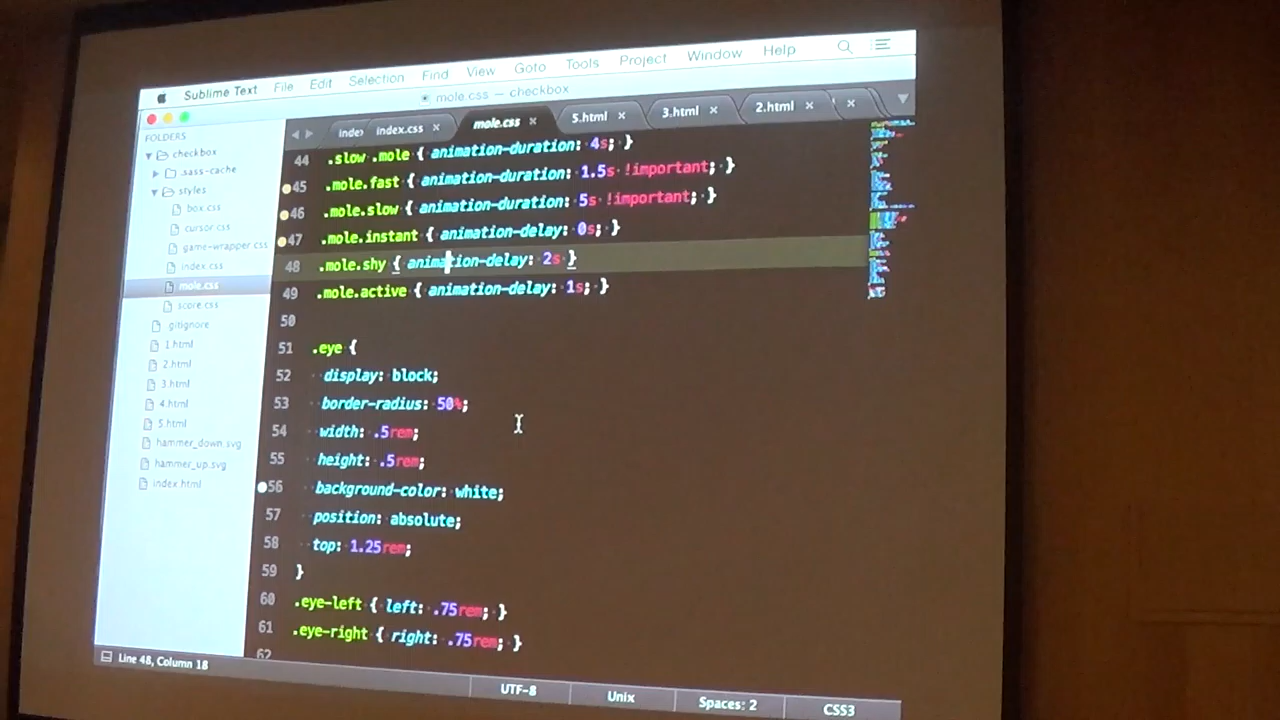 Sublime Text File Edit Selection Find View Goto Tools Project Window Help
mole.css — checkbox
FOLDERS
checkbox
.sass-cache
styles
box.css
cursor.css
game-wrapper.css
index.css
mole.css
score.css
gitignore
1.html
2.html
3.html
4.html
5.html
hammer_down.svg
hammer_up.svg
index.html
index.css mole.css 5.html 3.html 2.html
44 .slow .mole { animation-duration: 4s; }
45 .mole.fast { animation-duration: 1.5s !important; }
46 .mole.slow { animation-duration: 5s !important; }
47 .mole.instant { animation-delay: 0s; }
48 .mole.shy { animation-delay: 2s }
49 .mole.active { animation-delay: 1s; }
50
51 .eye {
52 display: block;
53 border-radius: 50%;
54 width: .5rem;
55 height: .5rem;
56 background-color: white;
57 position: absolute;
58 top: 1.25rem;
59 }
60 .eye-left { left: .75rem; }
61 .eye-right { right: .75rem; }
62
Line 48, Column 18 UTF-8 Unix Spaces: 2 CSS3